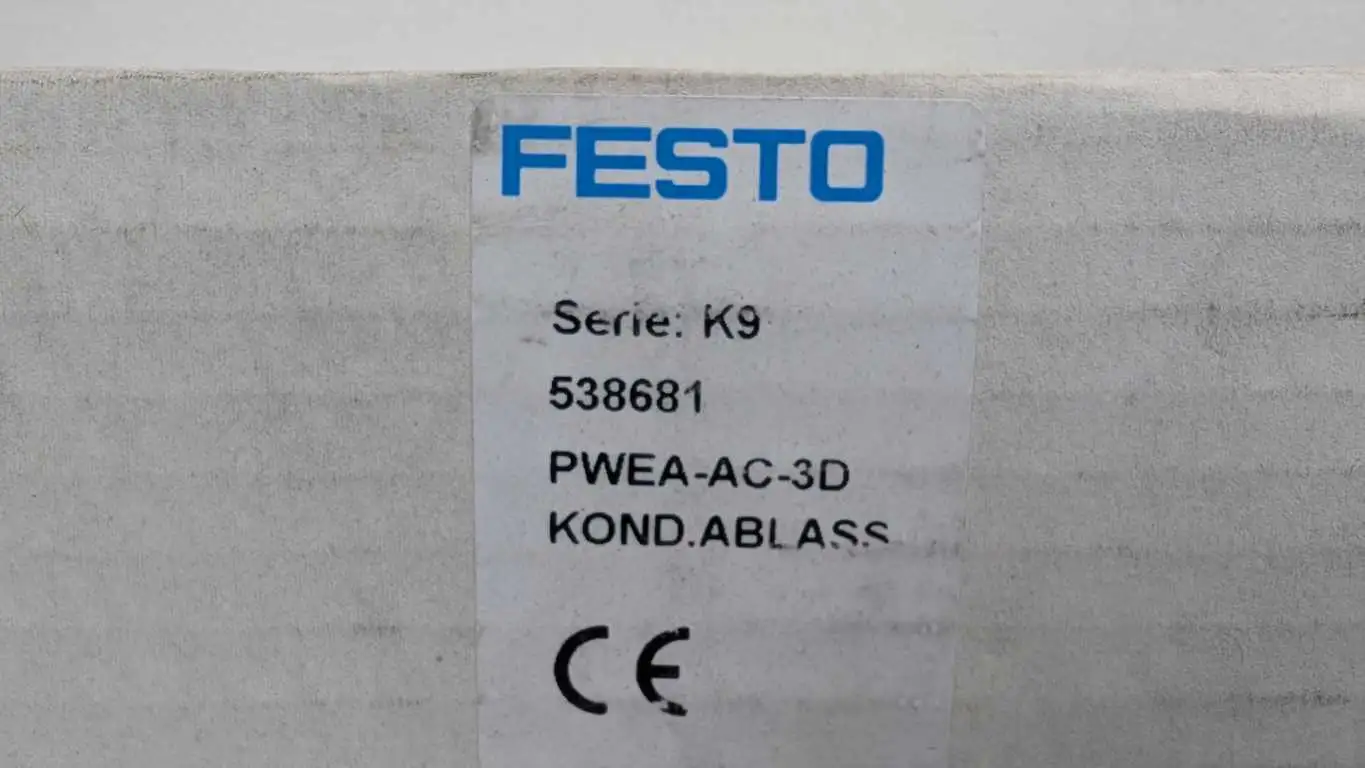 FESTO
Serie: K9
538681
PWEA-AC-3D
KOND.ABLASS
CE